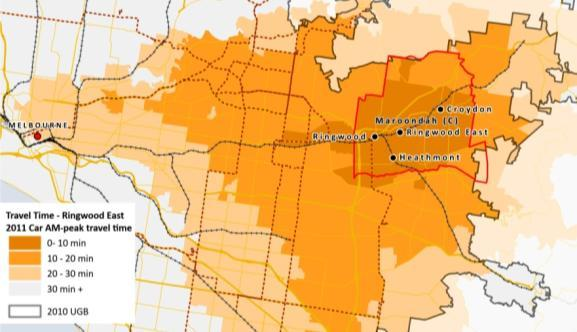 Croydon
Maroondah (C)
MELBOURNE
Ringwood
Ringwood East
Heathmont
Travel Time - Ringwood East
2011 Car AM-peak travel time
0- 10 min
10 - 20 min
20 - 30 min
30 min +
2010 UGB